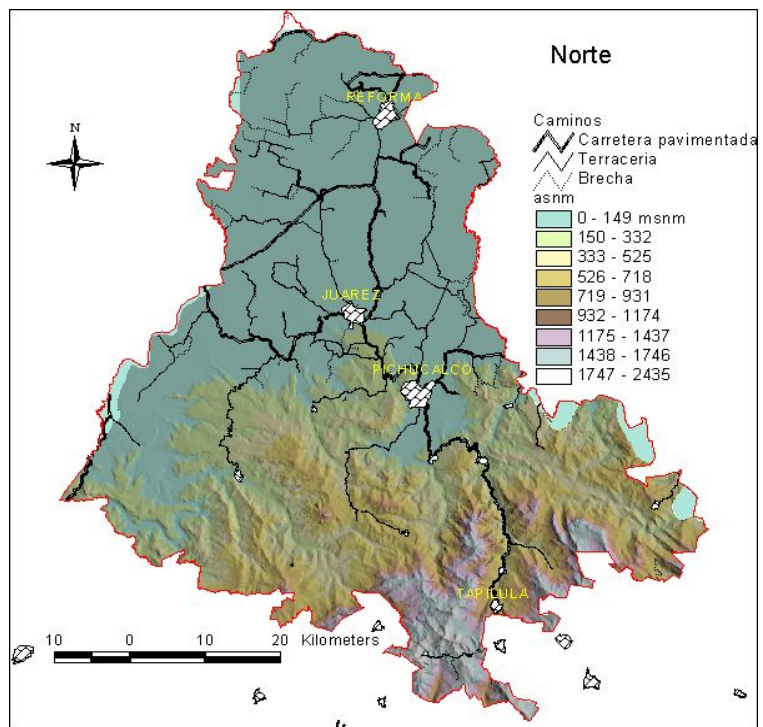 Norte
N
REFORMA
Caminos
Carretera pavimentada
Terraceria
Brecha
asnm
0 - 149 msnm
150 - 332
333 - 525
526 - 718
719 - 931
932 - 1174
1175 - 1437
1438 - 1746
1747 - 2435
JUAREZ
PICHUCALCO
TAPILULA
10 0 10 20 Kilometers